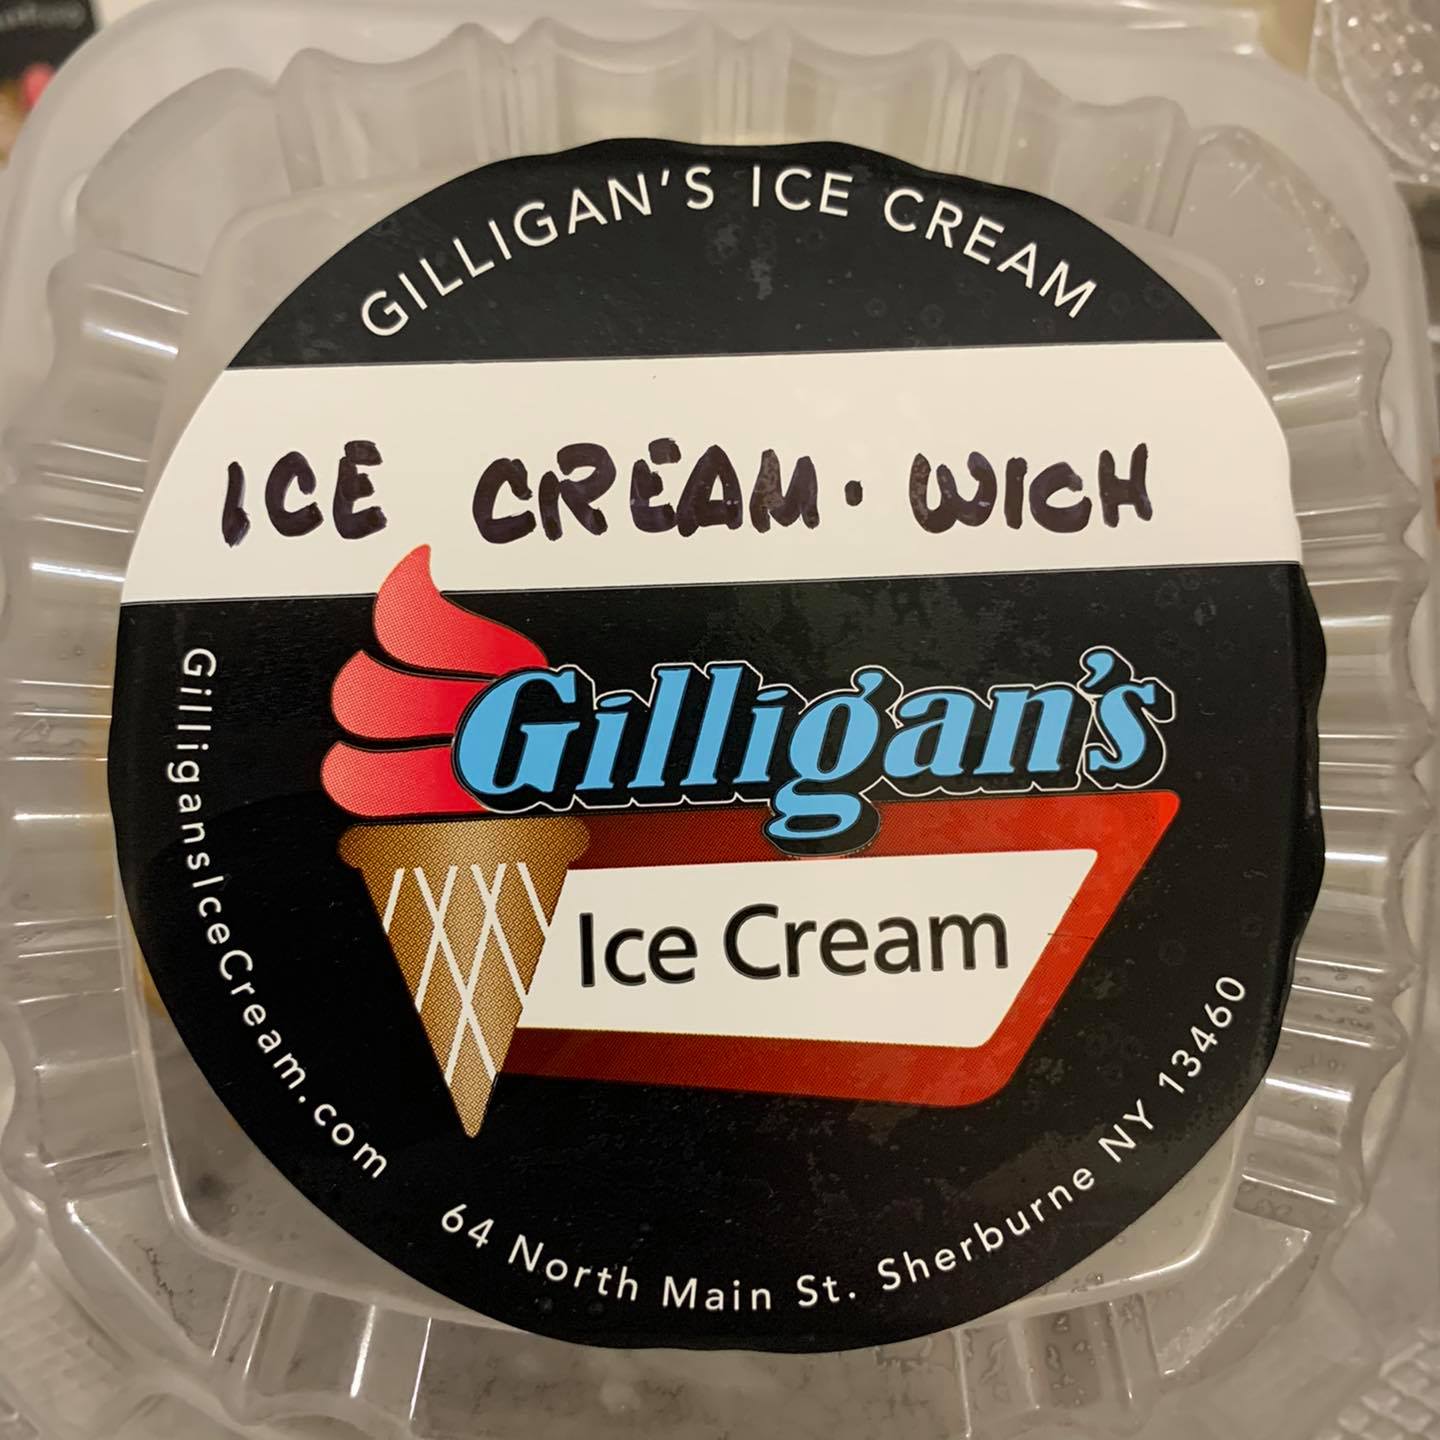 GILLIGAN'S ICE CREAM
ICE CREAM·WICH
Gilligan's
Ice Cream
GilligansIceCream.com
64 North Main St. Sherburne NY 13460